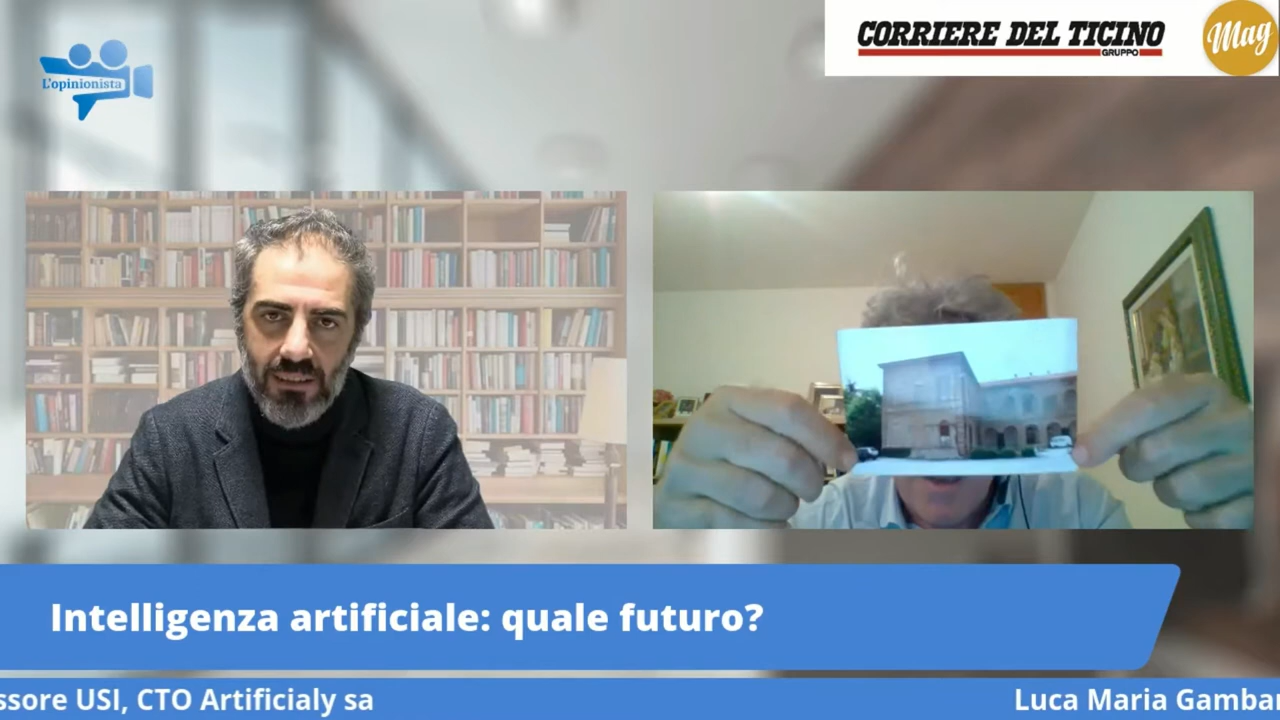 L'opinionista
CORRIERE DEL TICINO
GRUPPO
Mag
Intelligenza artificiale: quale futuro?
ssore USI, CTO Artificialy sa
Luca Maria Gambar